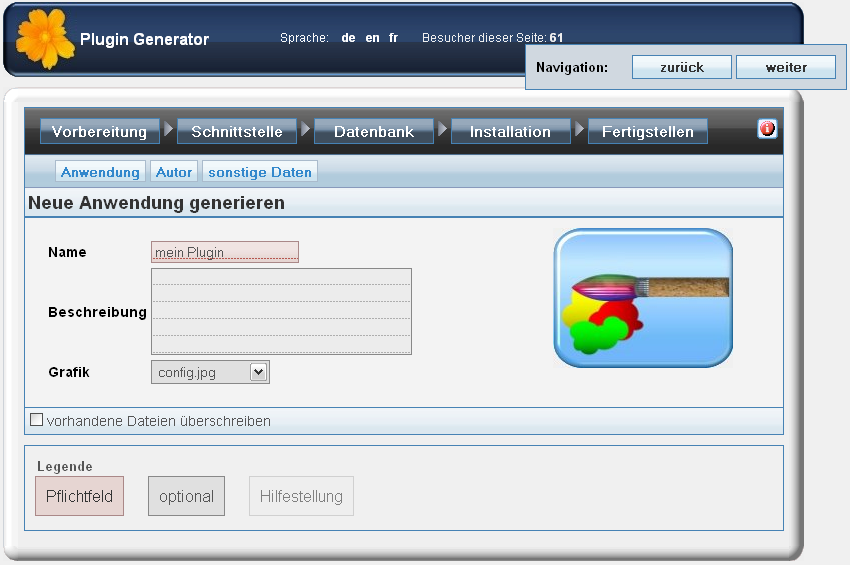 Plugin Generator
Sprache: de en fr Besucher dieser Seite: 61
Navigation: zurück weiter
Vorbereitung Schnittstelle Datenbank Installation Fertigstellen
Anwendung Autor sonstige Daten
Neue Anwendung generieren
Name mein Plugin
Beschreibung
Grafik config.jpg
vorhandene Dateien überschreiben
Legende
Pflichtfeld optional Hilfestellung